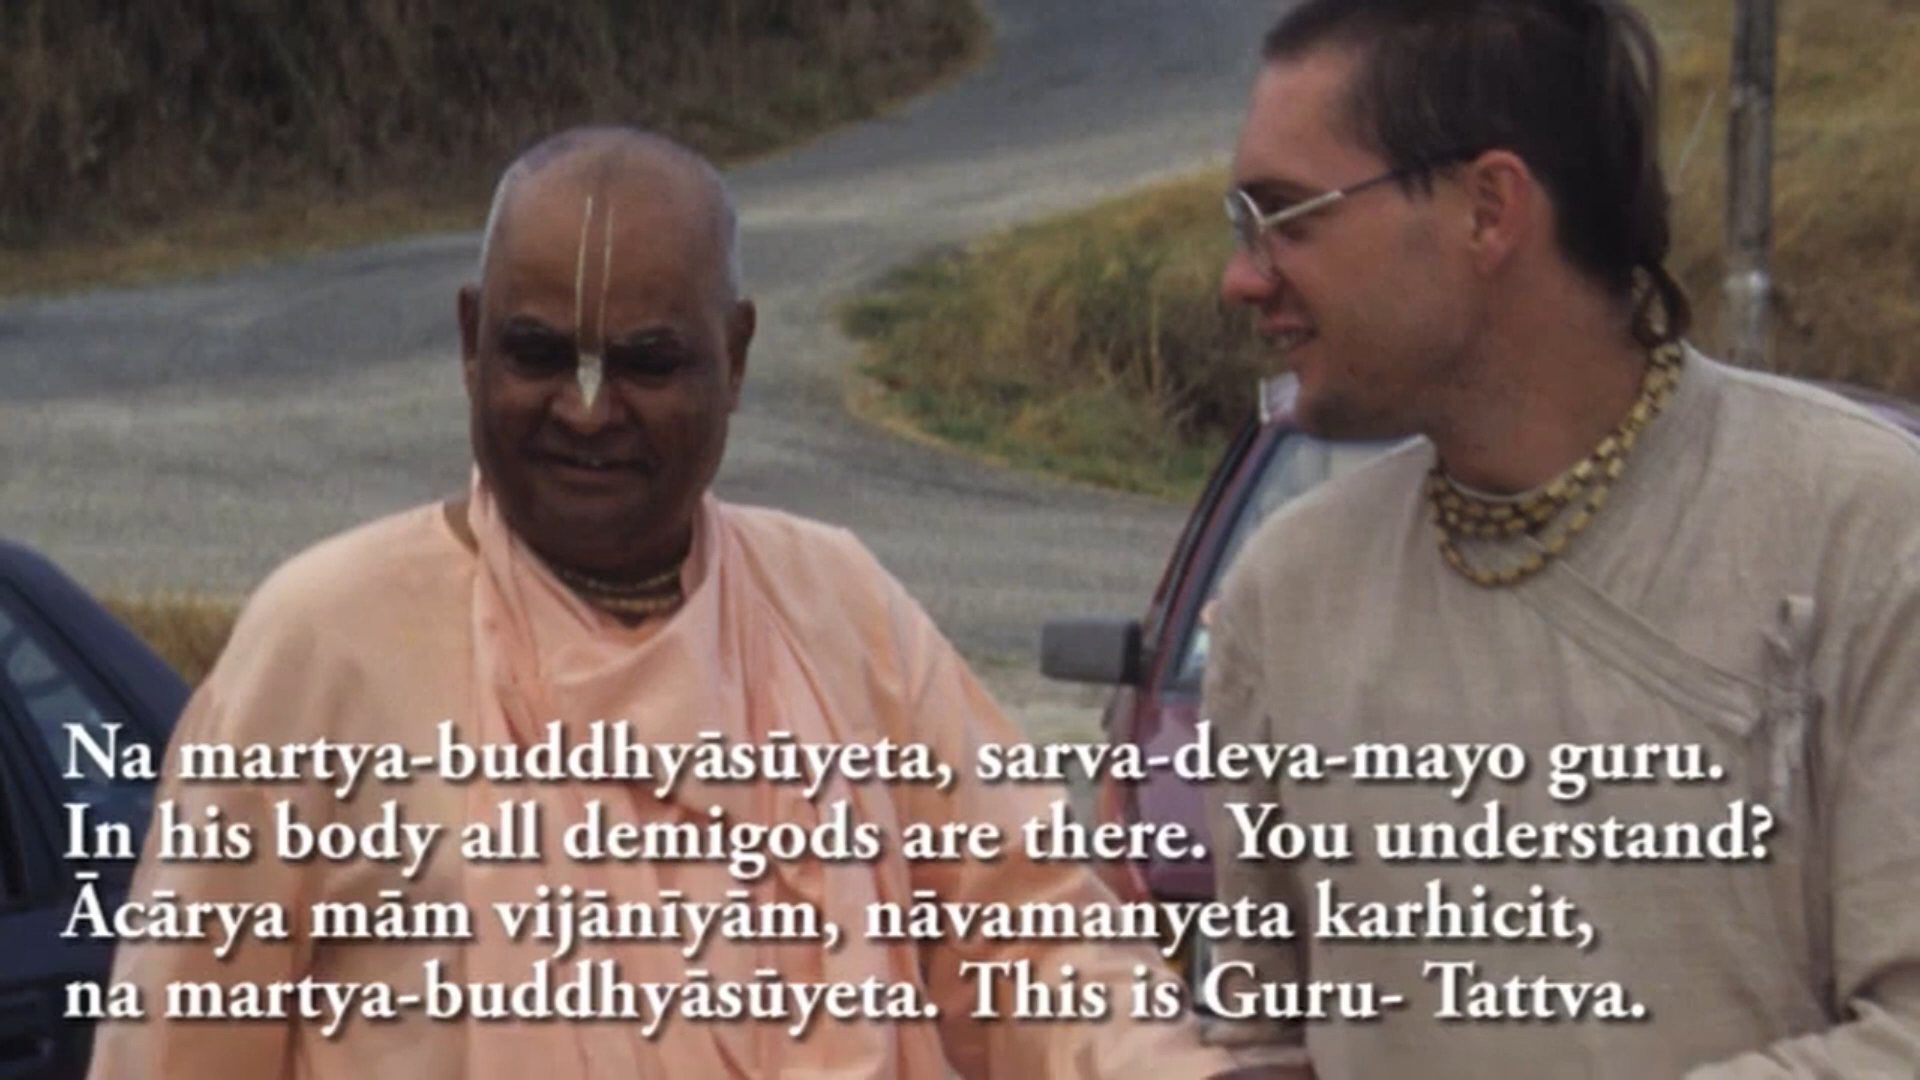 Na martya-buddhyāsūyeta, sarva-deva-mayo guru.
In his body all demigods are there. You understand?
Ācārya mām vijānīyām, nāvamanyeta karhicit,
na martya-buddhyāsūyeta. This is Guru- Tattva.